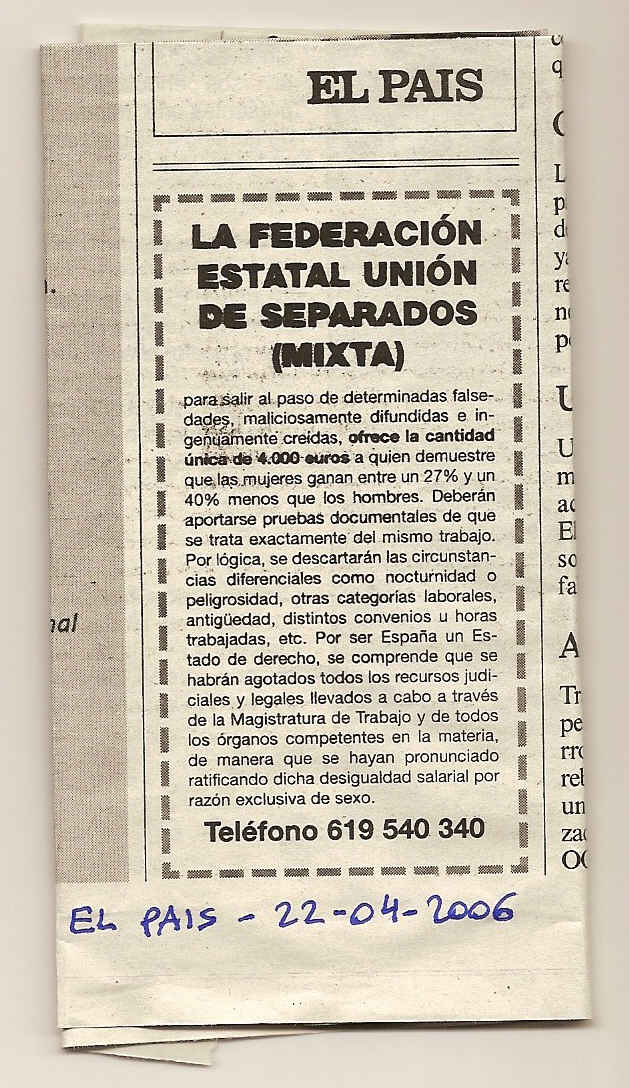 EL PAIS
LA FEDERACIÓN
ESTATAL UNIÓN
DE SEPARADOS
(MIXTA)
para salir al paso de determinadas false-
dades, maliciosamente difundidas e in-
genuamente creídas, ofrece la cantidad
única de 4.000 euros a quien demuestre
que las mujeres ganan entre un 27% y un
40% menos que los hombres. Deberán
aportarse pruebas documentales de que
se trata exactamente del mismo trabajo.
Por lógica, se descartarán las circunstan-
cias diferenciales como nocturnidad o
peligrosidad, otras categorías laborales,
antigüedad, distintos convenios u horas
trabajadas, etc. Por ser España un Es-
tado de derecho, se comprende que se
habrán agotados todos los recursos judi-
ciales y legales llevados a cabo a través
de la Magistratura de Trabajo y de todos
los órganos competentes en la materia,
de manera que se hayan pronunciado
ratificando dicha desigualdad salarial por
razón exclusiva de sexo.
Teléfono 619 540 340
EL PAIS - 22-04-2006